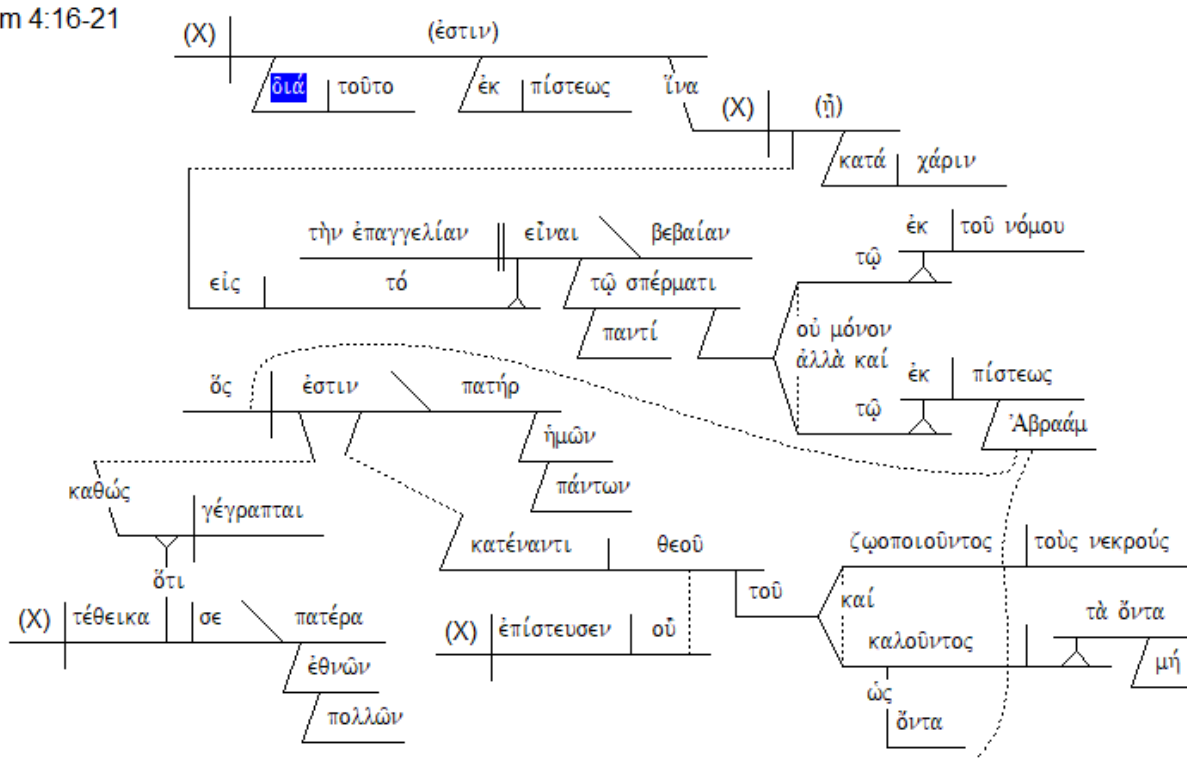 m 4:16-21
(X) (ἐστιν)
διά τοῦτο ἐκ πίστεως ἵνα
(X) (ᾖ)
κατά χάριν
τὴν ἐπαγγελίαν εἶναι βεβαίαν
εἰς τό
τῷ σπέρματι
παντί
ἐκ τοῦ νόμου
τῷ
οὐ μόνον
ἀλλὰ καί
ἐκ πίστεως
τῷ
Ἀβραάμ
ὅς ἐστιν πατήρ
ἡμῶν
πάντων
καθώς
γέγραπται
ὅτι
(X) τέθεικα σε πατέρα
ἐθνῶν
πολλῶν
κατέναντι θεοῦ
(X) ἐπίστευσεν οὗ
τοῦ
ζῳοποιοῦντος τοὺς νεκρούς
καί
καλοῦντος τὰ ὄντα
μή
ὡς
ὄντα